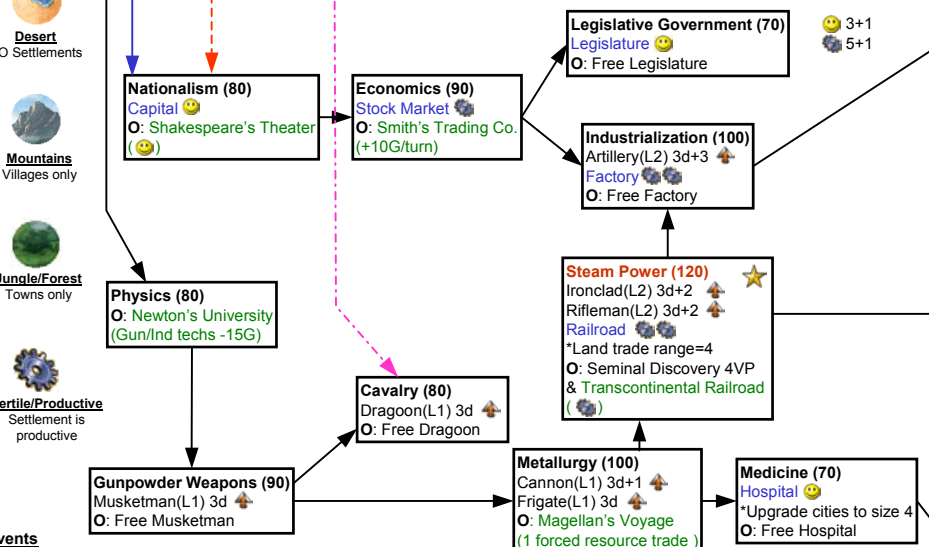 Desert
O Settlements
Mountains
Villages only
Jungle/Forest
Towns only
ertile/Productive
Settlement is
productive
vents
Nationalism (80)
Capital
O: Shakespeare's Theater
( )
Economics (90)
Stock Market
O: Smith's Trading Co.
(+10G/turn)
Legislative Government (70)
Legislature
O: Free Legislature
3+1
5+1
Industrialization (100)
Artillery(L2) 3d+3
Factory
O: Free Factory
Physics (80)
O: Newton's University
(Gun/Ind techs -15G)
Steam Power (120)
Ironclad(L2) 3d+2
Rifleman(L2) 3d+2
Railroad
*Land trade range=4
O: Seminal Discovery 4VP
& Transcontinental Railroad
( )
Cavalry (80)
Dragoon(L1) 3d
O: Free Dragoon
Gunpowder Weapons (90)
Musketman(L1) 3d
O: Free Musketman
Metallurgy (100)
Cannon(L1) 3d+1
Frigate(L1) 3d
O: Magellan's Voyage
(1 forced resource trade )
Medicine (70)
Hospital
*Upgrade cities to size 4
O: Free Hospital